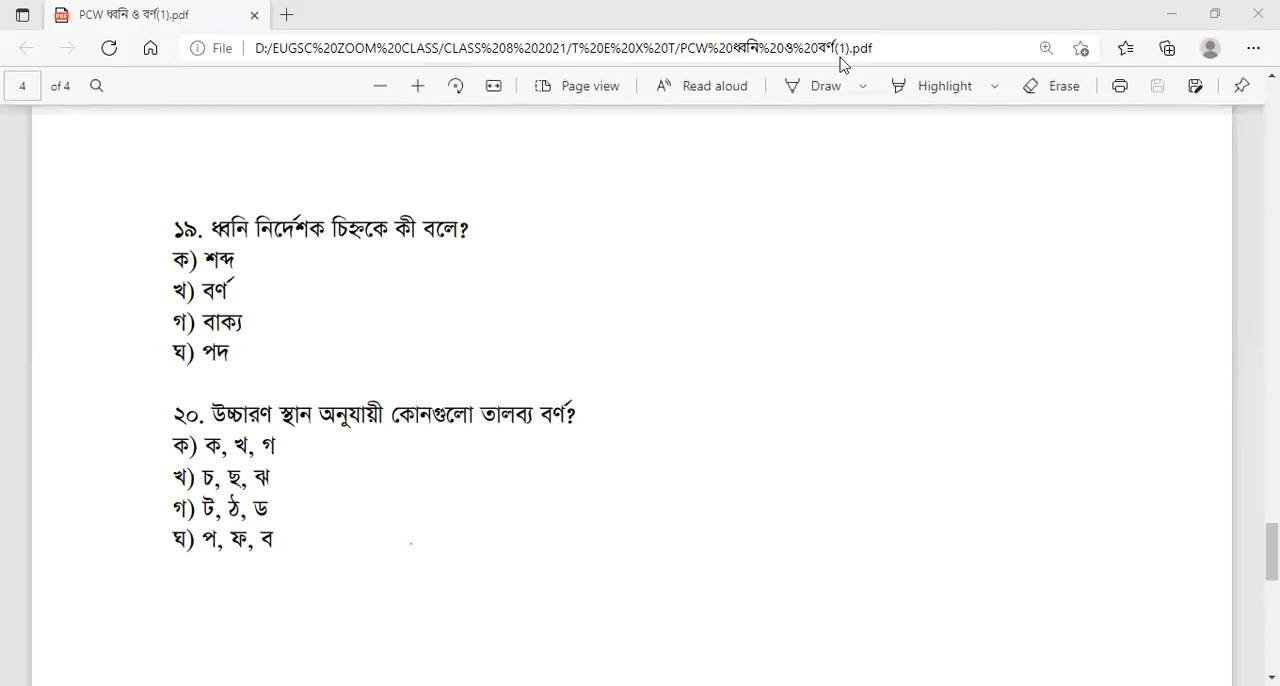 PCW ধ্বনি ও বর্ণ(1).pdf
File D:/EUGSC%20ZOOM%20CLASS/CLASS%208%202021/T%20E%20X%20T/PCW%20ধ্বনি%20ও%20বর্ণ(1).pdf
4 of 4 Page view Read aloud Draw Highlight Erase
১৯. ধ্বনি নির্দেশক চিহ্নকে কী বলে?
ক) শব্দ
খ) বর্ণ
গ) বাক্য
ঘ) পদ
২০. উচ্চারণ স্থান অনুযায়ী কোনগুলো তালব্য বর্ণ?
ক) ক, খ, গ
খ) চ, ছ, ঝ
গ) ট, ঠ, ড
ঘ) প, ফ, ব